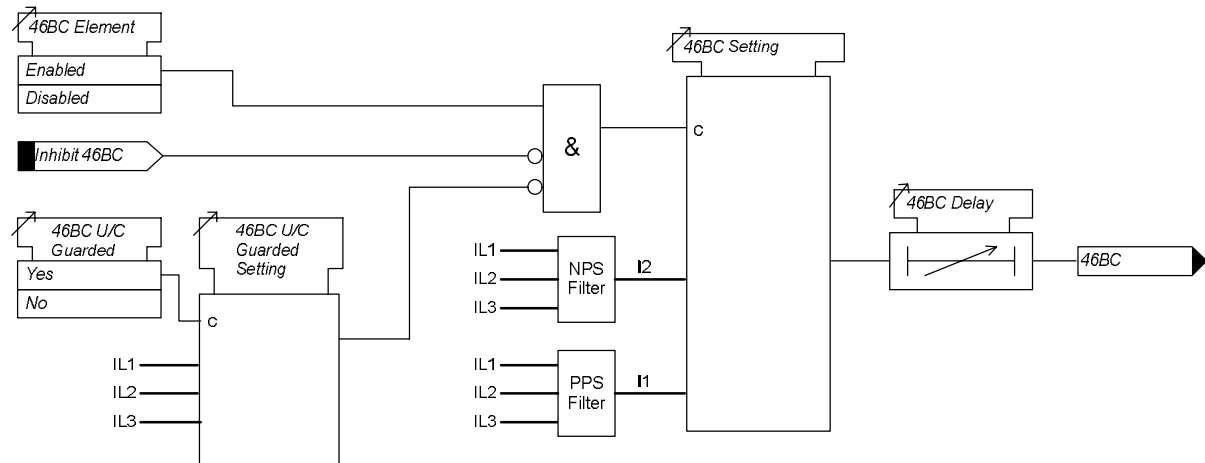 46BC Element
Enabled
Disabled
Inhibit 46BC
&
46BC Setting
c
46BC U/C
Guarded
Yes
No
46BC U/C
Guarded
Setting
c
IL1
IL2
IL3
IL1
IL2
IL3
NPS
Filter
I2
IL1
IL2
IL3
PPS
Filter
I1
46BC Delay
46BC